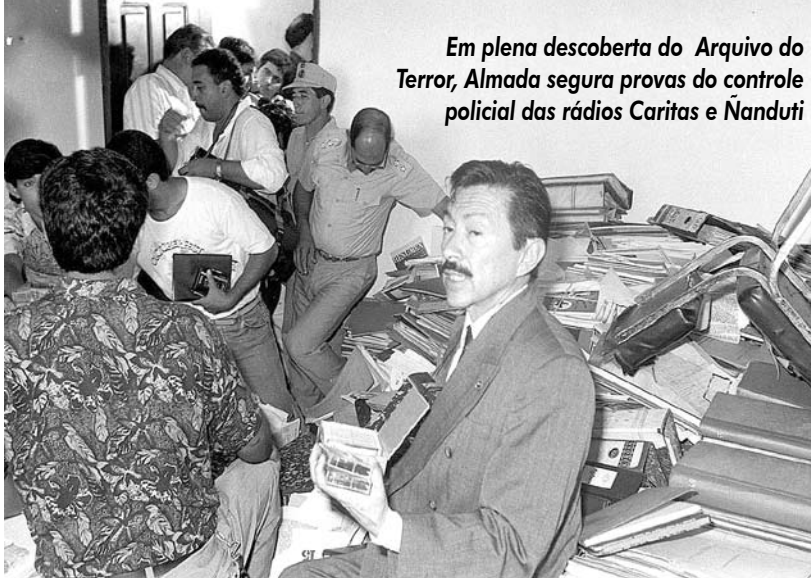 Em plena descoberta do Arquivo do
Terror, Almada segura provas do controle
policial das rádios Caritas e Ñanduti